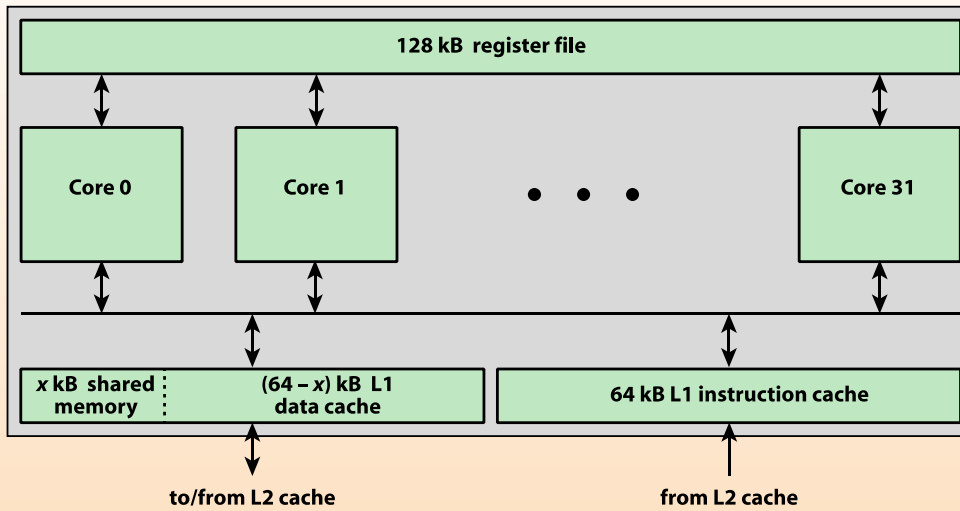 128 kB register file
Core 0
Core 1
Core 31
x kB shared
memory
(64 – x) kB L1
data cache
64 kB L1 instruction cache
to/from L2 cache
from L2 cache